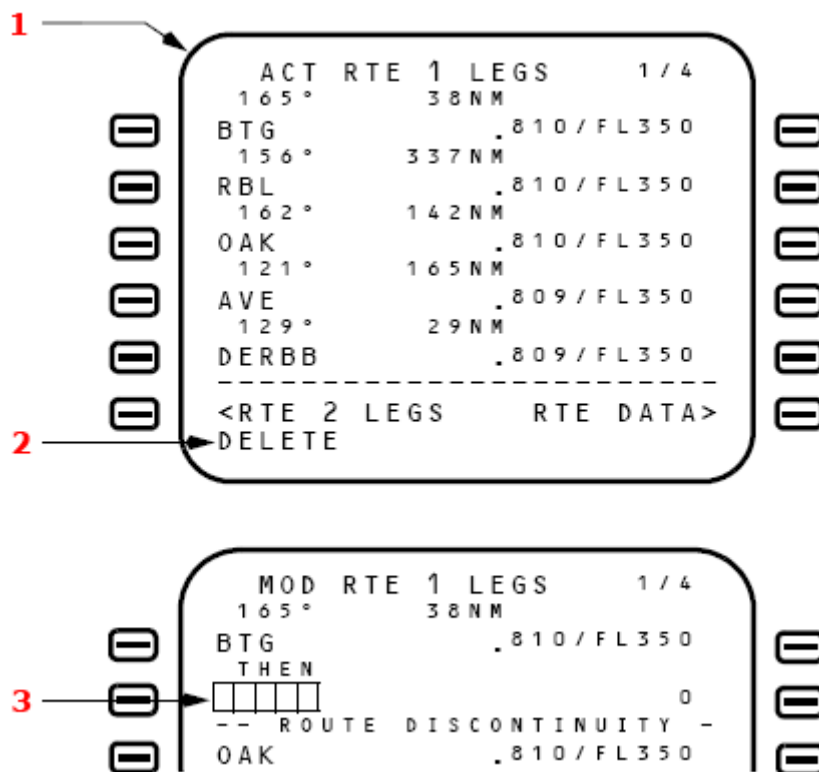 1
ACT RTE 1 LEGS 1/4
165° 38NM
BTG .810/FL350
156° 337NM
RBL .810/FL350
162° 142NM
OAK .810/FL350
121° 165NM
AVE .809/FL350
129° 29NM
DERBB .809/FL350
------------------------
<RTE 2 LEGS RTE DATA>
2
DELETE
MOD RTE 1 LEGS 1/4
165° 38NM
BTG .810/FL350
THEN
3
□□□□□ 0
-- ROUTE DISCONTINUITY -
OAK .810/FL350